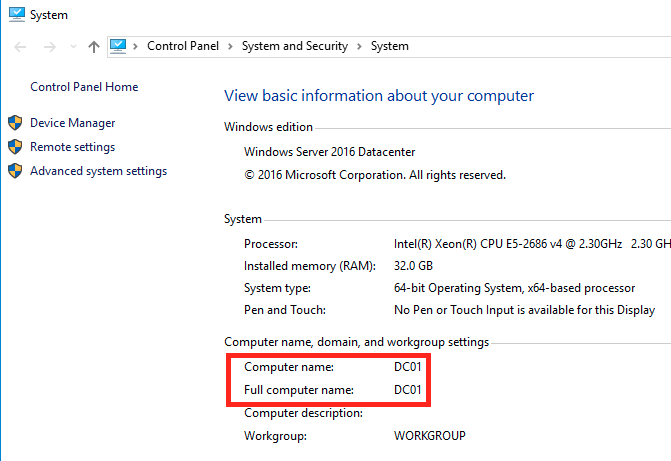 System
Control Panel > System and Security > System
Control Panel Home
Device Manager
Remote settings
Advanced system settings
View basic information about your computer
Windows edition
Windows Server 2016 Datacenter
© 2016 Microsoft Corporation. All rights reserved.
System
Processor: Intel(R) Xeon(R) CPU E5-2686 v4 @ 2.30GHz 2.30 GH
Installed memory (RAM): 32.0 GB
System type: 64-bit Operating System, x64-based processor
Pen and Touch: No Pen or Touch Input is available for this Display
Computer name, domain, and workgroup settings
Computer name: DC01
Full computer name: DC01
Computer description:
Workgroup: WORKGROUP